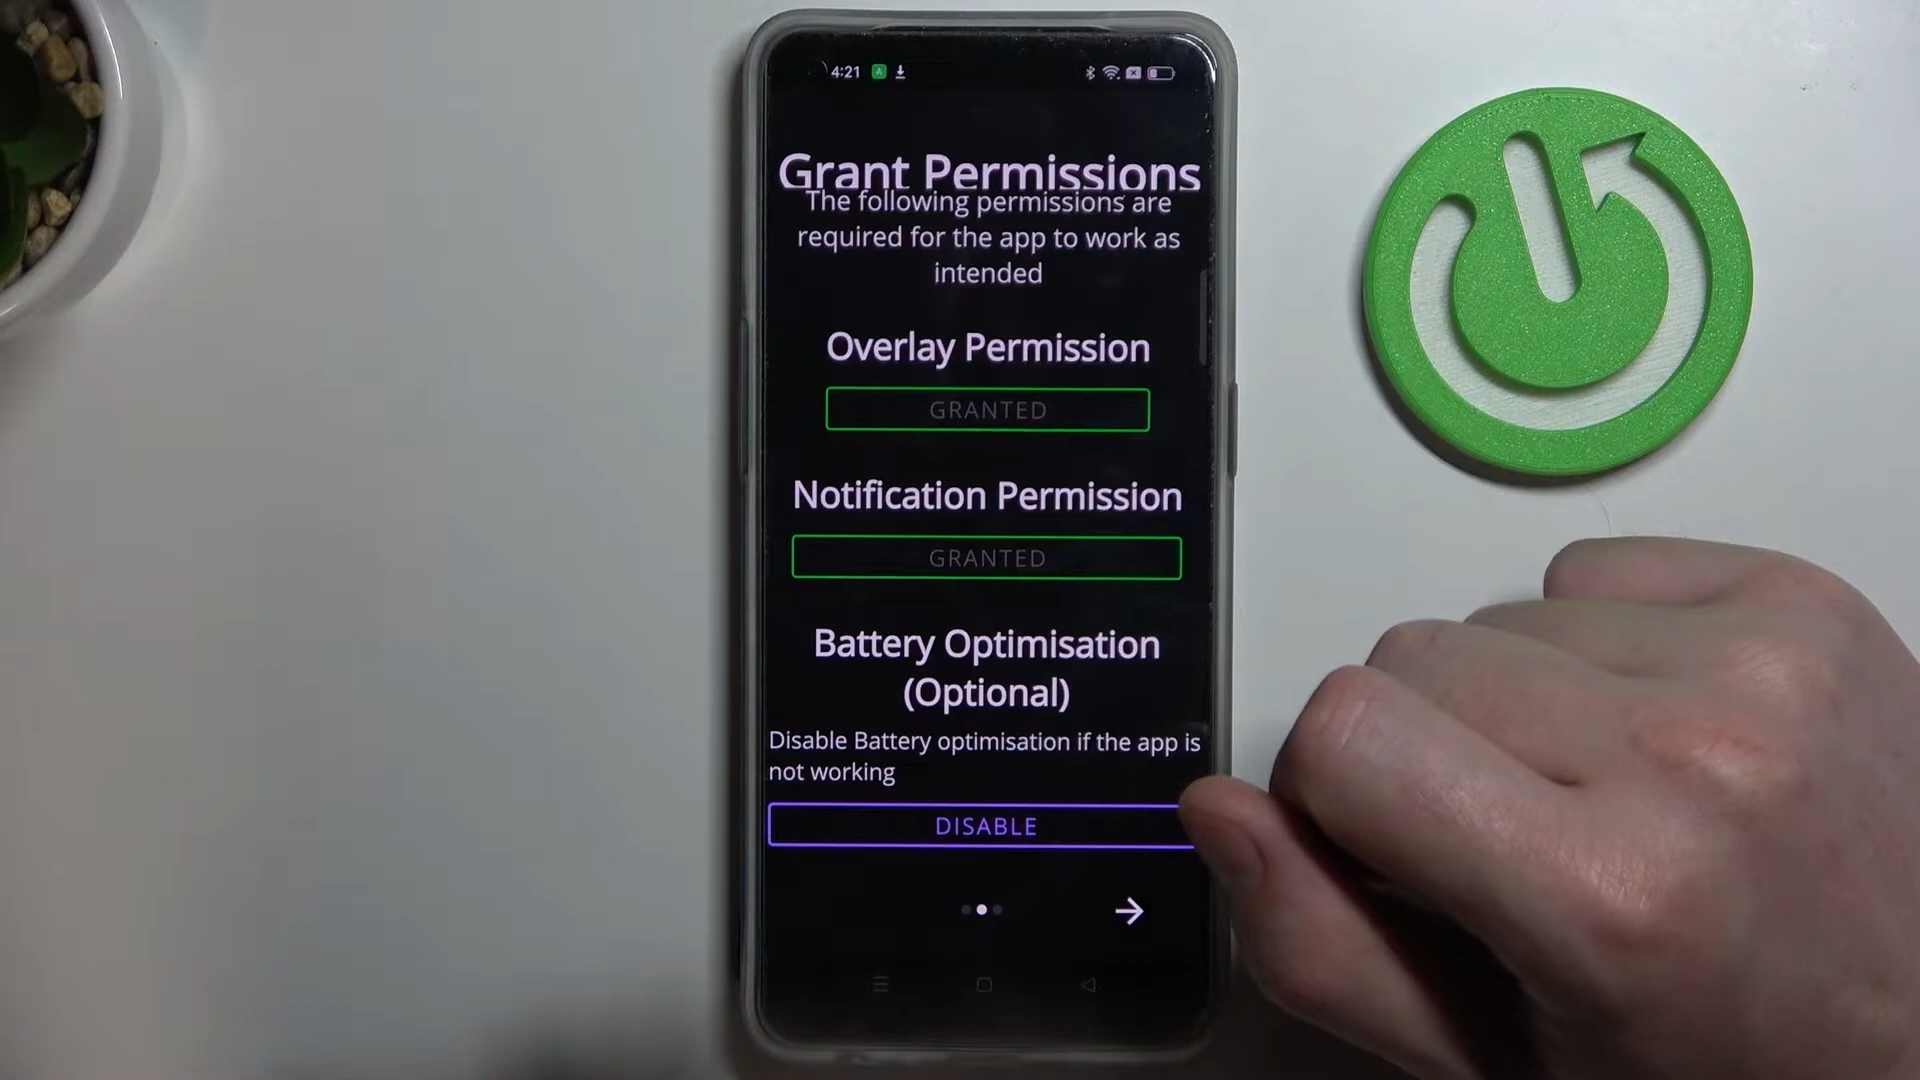 4:21
Grant Permissions
The following permissions are
required for the app to work as
intended
Overlay Permission
GRANTED
Notification Permission
GRANTED
Battery Optimisation
(Optional)
Disable Battery optimisation if the app is
not working
DISABLE